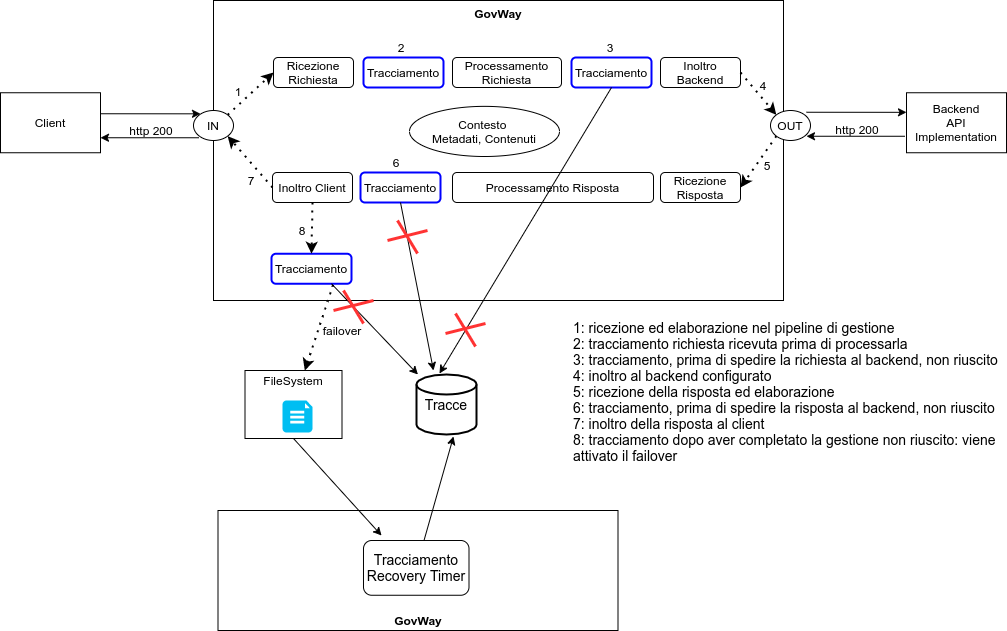 GovWay
2
3
Ricezione
Richiesta
Tracciamento
Processamento
Richiesta
Tracciamento
Inoltro
Backend
1
4
Client
http 200
IN
Contesto
Metadati, Contenuti
OUT
http 200
Backend
API
Implementation
6
7
5
Inoltro Client
Tracciamento
Processamento Risposta
Ricezione
Risposta
8
Tracciamento
failover
FileSystem
Tracce
1: ricezione ed elaborazione nel pipeline di gestione
2: tracciamento richiesta ricevuta prima di processarla
3: tracciamento, prima di spedire la richiesta al backend, non riuscito
4: inoltro al backend configurato
5: ricezione della risposta ed elaborazione
6: tracciamento, prima di spedire la risposta al backend, non riuscito
7: inoltro della risposta al client
8: tracciamento dopo aver completato la gestione non riuscito: viene
attivato il failover
Tracciamento
Recovery Timer
GovWay